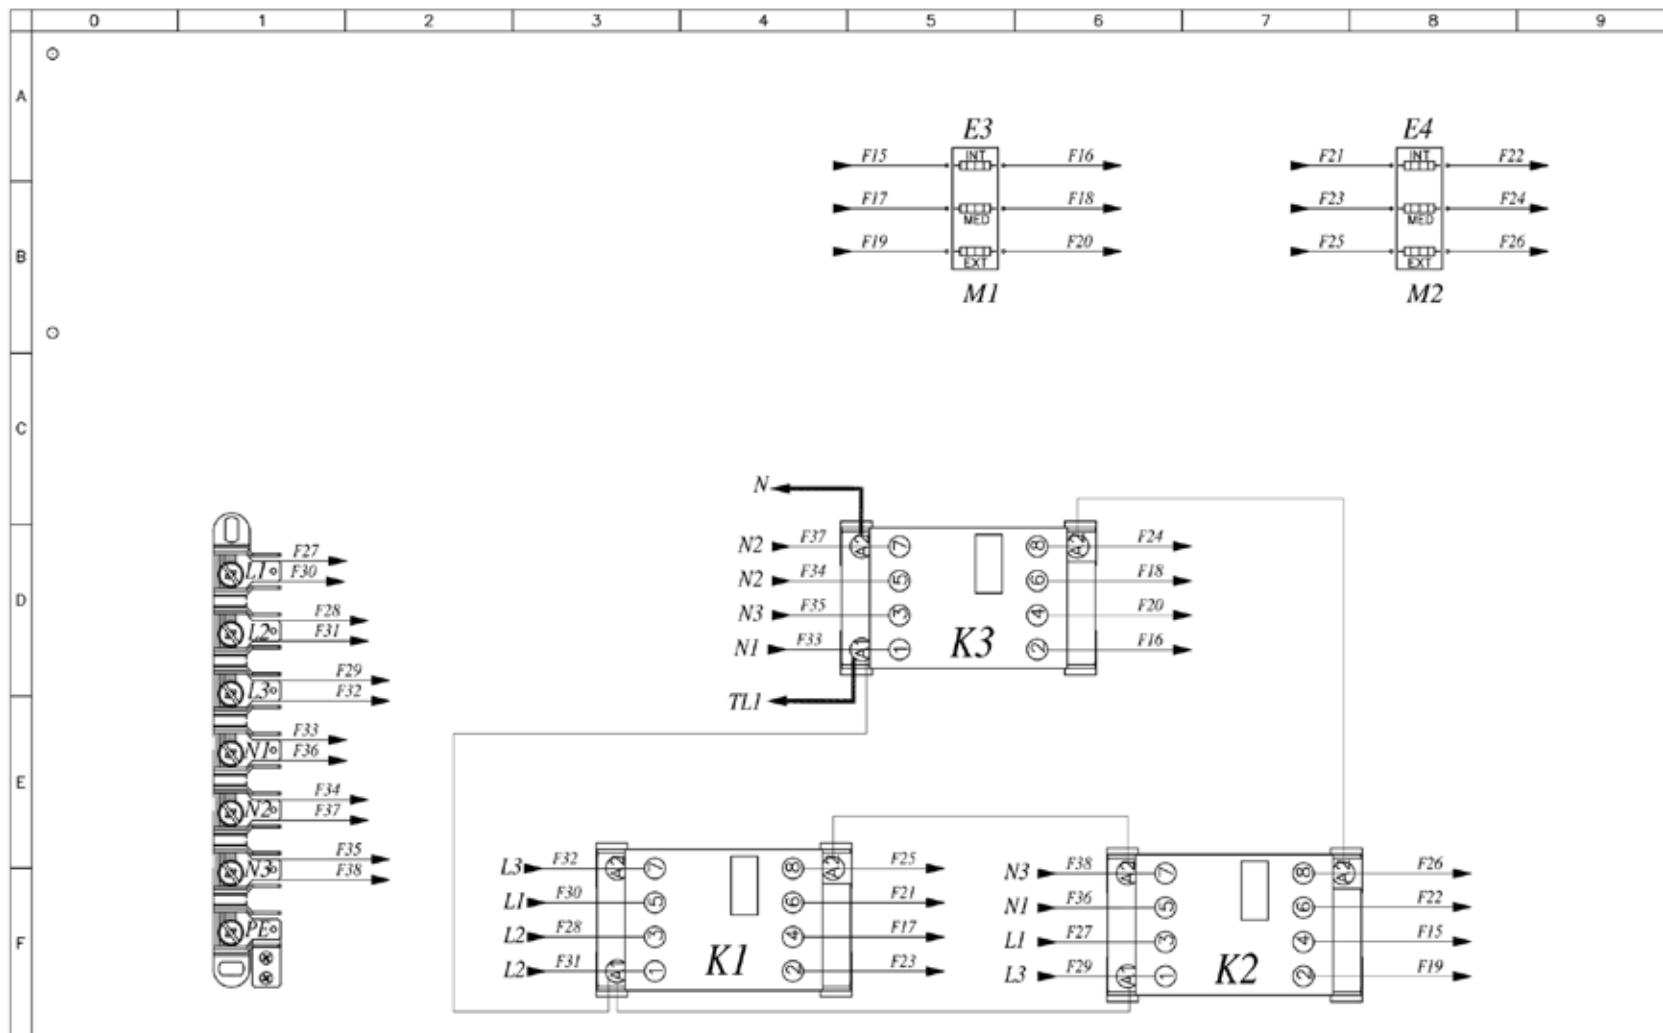 0 1 2 3 4 5 6 7 8 9
A
E3 E4
F15 INT F16 F21 INT F22
F17 F18 F23 F24
MED MED
B
F19 F20 F25 F26
EXT EXT
M1 M2
C
N
N2 F37 A2 7 8 A2 F24
F27
L1 F30
N2 F34 5 6 F18
D
F28
L2 F31
N3 F35 3 4 F20
N1 F33 A1 1 K3 2 F16
F29
L3 F32
TL1
F33
N1 F36
E
F34
N2 F37
F35
N3 F38
L3 F32 A2 7 8 A2 F25
N3 F38 A2 7 8 A2 F26
L1 F30 5 6 F21
N1 F36 5 6 F22
PE
F
L2 F28 3 4 F17
L1 F27 3 4 F15
L2 F31 A1 1 K1 2 F23
L3 F29 A1 1 K2 2 F19